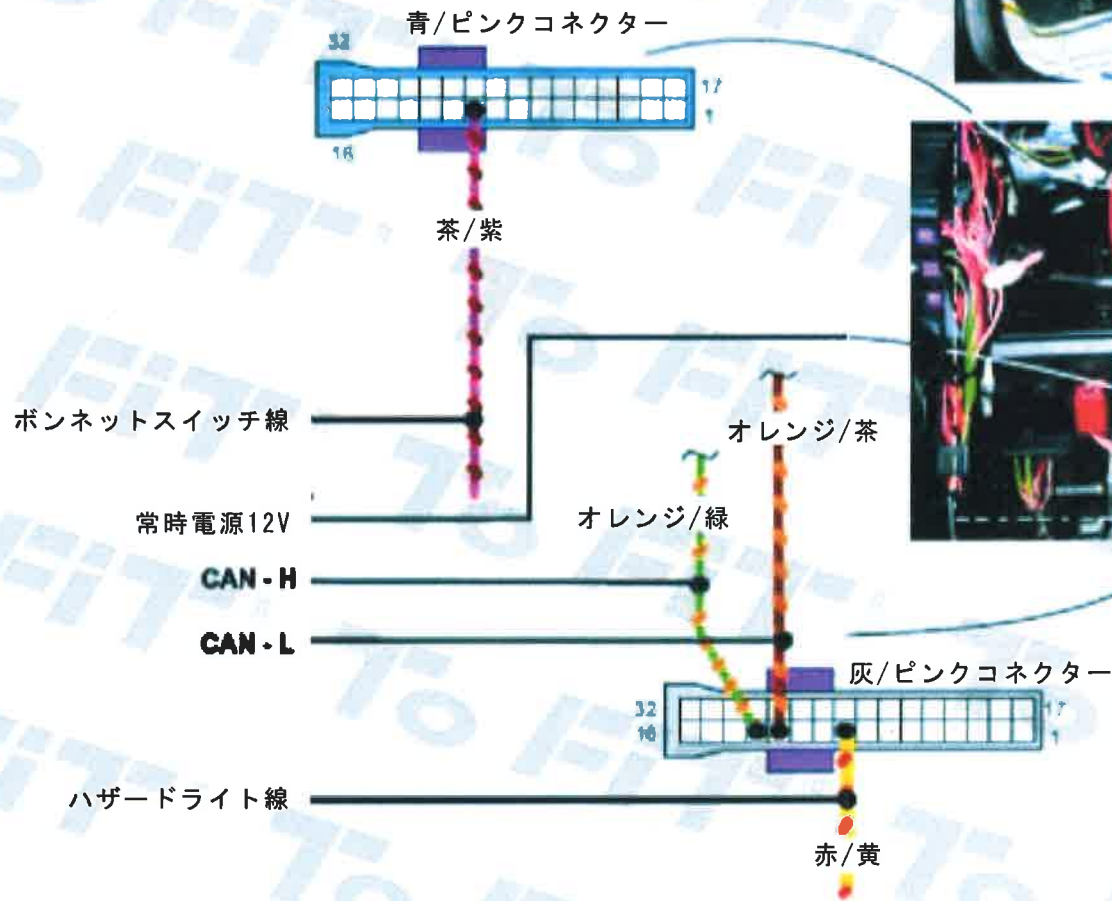 青/ピンクコネクター
32
17
1
16
茶/紫
ボンネットスイッチ線
オレンジ/茶
常時電源12V
オレンジ/緑
CAN - H
CAN - L
灰/ピンクコネクター
32
17
16
1
ハザードライト線
赤/黄
To FiT